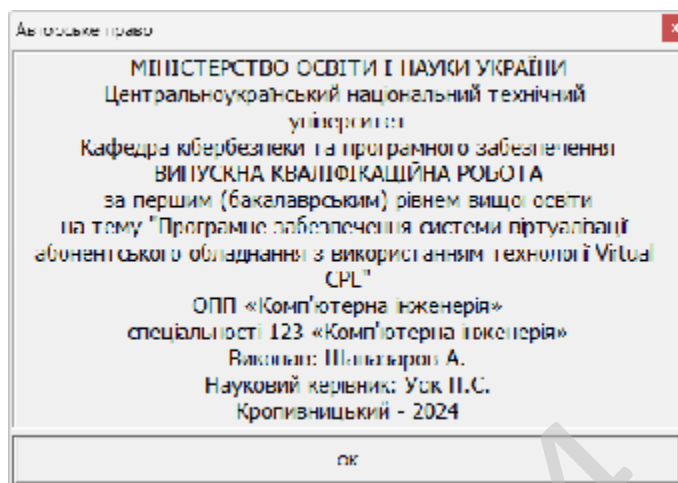 Авторське право
МІНІСТЕРСТВО ОСВІТИ І НАУКИ УКРАЇНИ
Центральноукраїнський національний технічний
університет
Кафедра кібербезпеки та програмного забезпечення
ВИПУСКНА КВАЛІФІКАЦІЙНА РОБОТА
за першим (бакалаврським) рівнем вищої освіти
на тему "Програмне забезпечення системи віртуалізації
абонентського обладнання з використанням технології Virtual
CPE"
ОПП «Комп'ютерна інженерія»
спеціальності 123 «Комп'ютерна інженерія»
Виконав: А.
Науковий керівник: Усік П.С.
Кропивницький - 2024
ОК